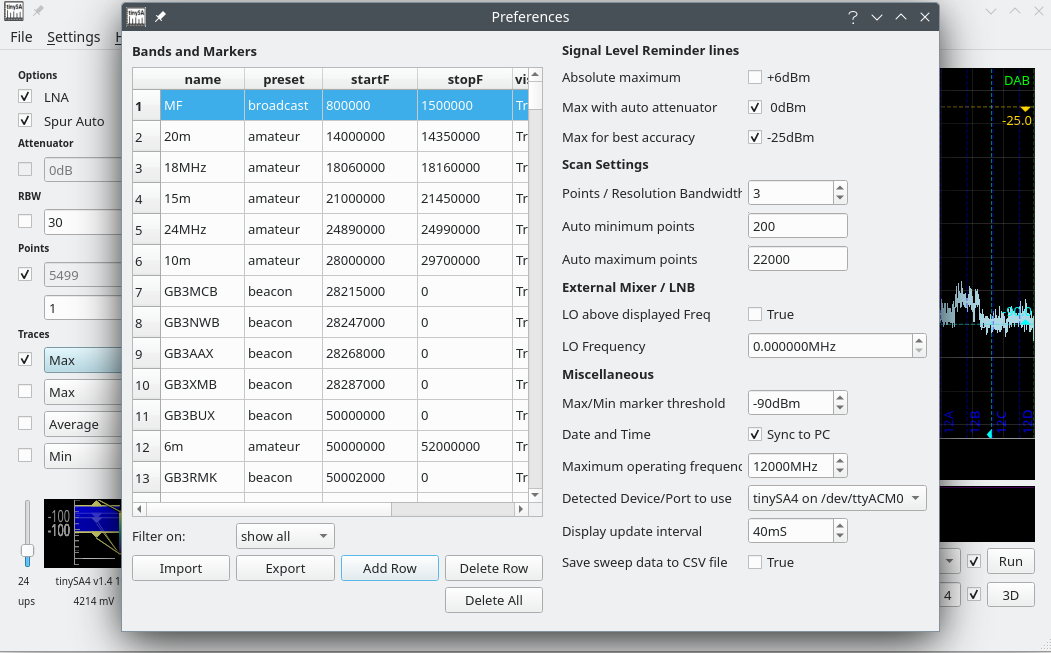 tinySA
Preferences
File Settings H
Options
LNA
Spur Auto
Attenuator
0dB
RBW
30
Points
5499
1
Traces
Max
Max
Average
Min
-100
-100
24
tinySA4 v1.4 1
ups
4214 mV
Bands and Markers
name preset startF stopF vis
1 MF broadcast 800000 1500000 Tr
2 20m amateur 14000000 14350000 Tr
3 18MHz amateur 18060000 18160000 Tr
4 15m amateur 21000000 21450000 Tr
5 24MHz amateur 24890000 24990000 Tr
6 10m amateur 28000000 29700000 Tr
7 GB3MCB beacon 28215000 0 Tr
8 GB3NWB beacon 28247000 0 Tr
9 GB3AAX beacon 28268000 0 Tr
10 GB3XMB beacon 28287000 0 Tr
11 GB3BUX beacon 50000000 0 Tr
12 6m amateur 50000000 52000000 Tr
13 GB3RMK beacon 50002000 0 Tr
Filter on: show all
Import Export Add Row Delete Row
Delete All
Signal Level Reminder lines
Absolute maximum +6dBm
Max with auto attenuator 0dBm
Max for best accuracy -25dBm
Scan Settings
Points / Resolution Bandwidth 3
Auto minimum points 200
Auto maximum points 22000
External Mixer / LNB
LO above displayed Freq True
LO Frequency 0.000000MHz
Miscellaneous
Max/Min marker threshold -90dBm
Date and Time Sync to PC
Maximum operating frequenc 12000MHz
Detected Device/Port to use tinySA4 on /dev/ttyACM0
Display update interval 40mS
Save sweep data to CSV file True
DAB
-25.0
12A 12B 12C 12D
Run
4 3D